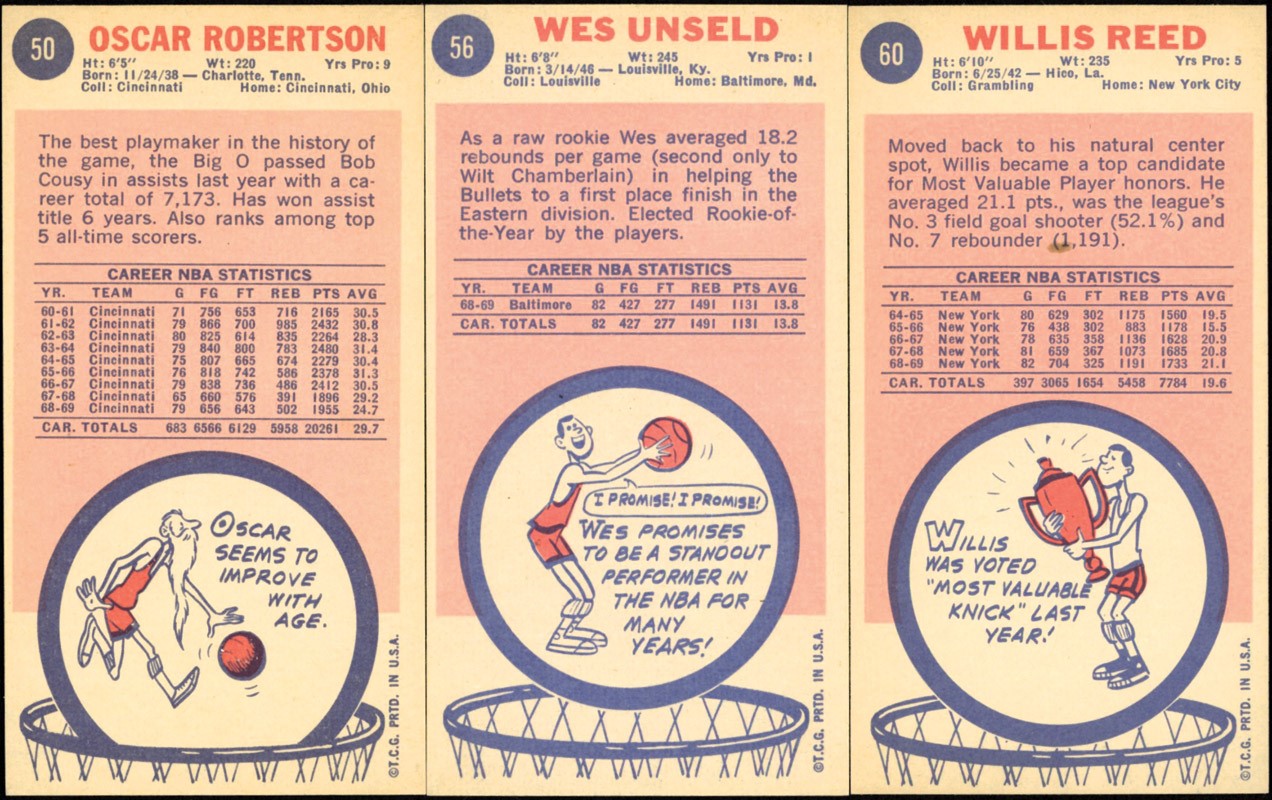 50
OSCAR ROBERTSON
Ht: 6'5" Wt: 220 Yrs Pro: 9
Born: 11/24/38 — Charlotte, Tenn.
Coll: Cincinnati Home: Cincinnati, Ohio
The best playmaker in the history of
the game, the Big O passed Bob
Cousy in assists last year with a ca-
reer total of 7,173. Has won assist
title 6 years. Also ranks among top
5 all-time scorers.
CAREER NBA STATISTICS
YR. TEAM G FG FT REB PTS AVG
60-61 Cincinnati 71 756 653 716 2165 30.5
61-62 Cincinnati 79 866 700 985 2432 30.8
62-63 Cincinnati 80 825 614 835 2264 28.3
63-64 Cincinnati 79 840 800 783 2480 31.4
64-65 Cincinnati 75 807 665 674 2279 30.4
65-66 Cincinnati 76 818 742 586 2378 31.3
66-67 Cincinnati 79 838 736 486 2412 30.5
67-68 Cincinnati 65 660 576 391 1896 29.2
68-69 Cincinnati 79 656 643 502 1955 24.7
CAR. TOTALS 683 6566 6129 5958 20261 29.7
OSCAR
SEEMS TO
IMPROVE
WITH
AGE.
©T.C.G. PRTD. IN U.S.A.
56
WES UNSELD
Ht: 6'8" Wt: 245 Yrs Pro: 1
Born: 3/14/46 — Louisville, Ky.
Coll: Louisville Home: Baltimore, Md.
As a raw rookie Wes averaged 18.2
rebounds per game (second only to
Wilt Chamberlain) in helping the
Bullets to a first place finish in the
Eastern division. Elected Rookie-of-
the-Year by the players.
CAREER NBA STATISTICS
YR. TEAM G FG FT REB PTS AVG
68-69 Baltimore 82 427 277 1491 1131 13.8
CAR. TOTALS 82 427 277 1491 1131 13.8
I PROMISE! I PROMISE!
WES PROMISES
TO BE A STANDOUT
PERFORMER IN
THE NBA FOR
MANY
YEARS!
©T.C.G. PRTD. IN U.S.A.
60
WILLIS REED
Ht: 6'10" Wt: 235 Yrs Pro: 5
Born: 6/25/42 — Hico, La.
Coll: Grambling Home: New York City
Moved back to his natural center
spot, Willis became a top candidate
for Most Valuable Player honors. He
averaged 21.1 pts., was the league's
No. 3 field goal shooter (52.1%) and
No. 7 rebounder (1,191).
CAREER NBA STATISTICS
YR. TEAM G FG FT REB PTS AVG
64-65 New York 80 629 302 1175 1560 19.5
65-66 New York 76 438 302 883 1178 15.5
66-67 New York 78 635 358 1136 1628 20.9
67-68 New York 81 659 367 1073 1685 20.8
68-69 New York 82 704 325 1191 1733 21.1
CAR. TOTALS 397 3065 1654 5458 7784 19.6
WILLIS
WAS VOTED
"MOST VALUABLE
KNICK" LAST
YEAR!
©T.C.G. PRTD. IN U.S.A.